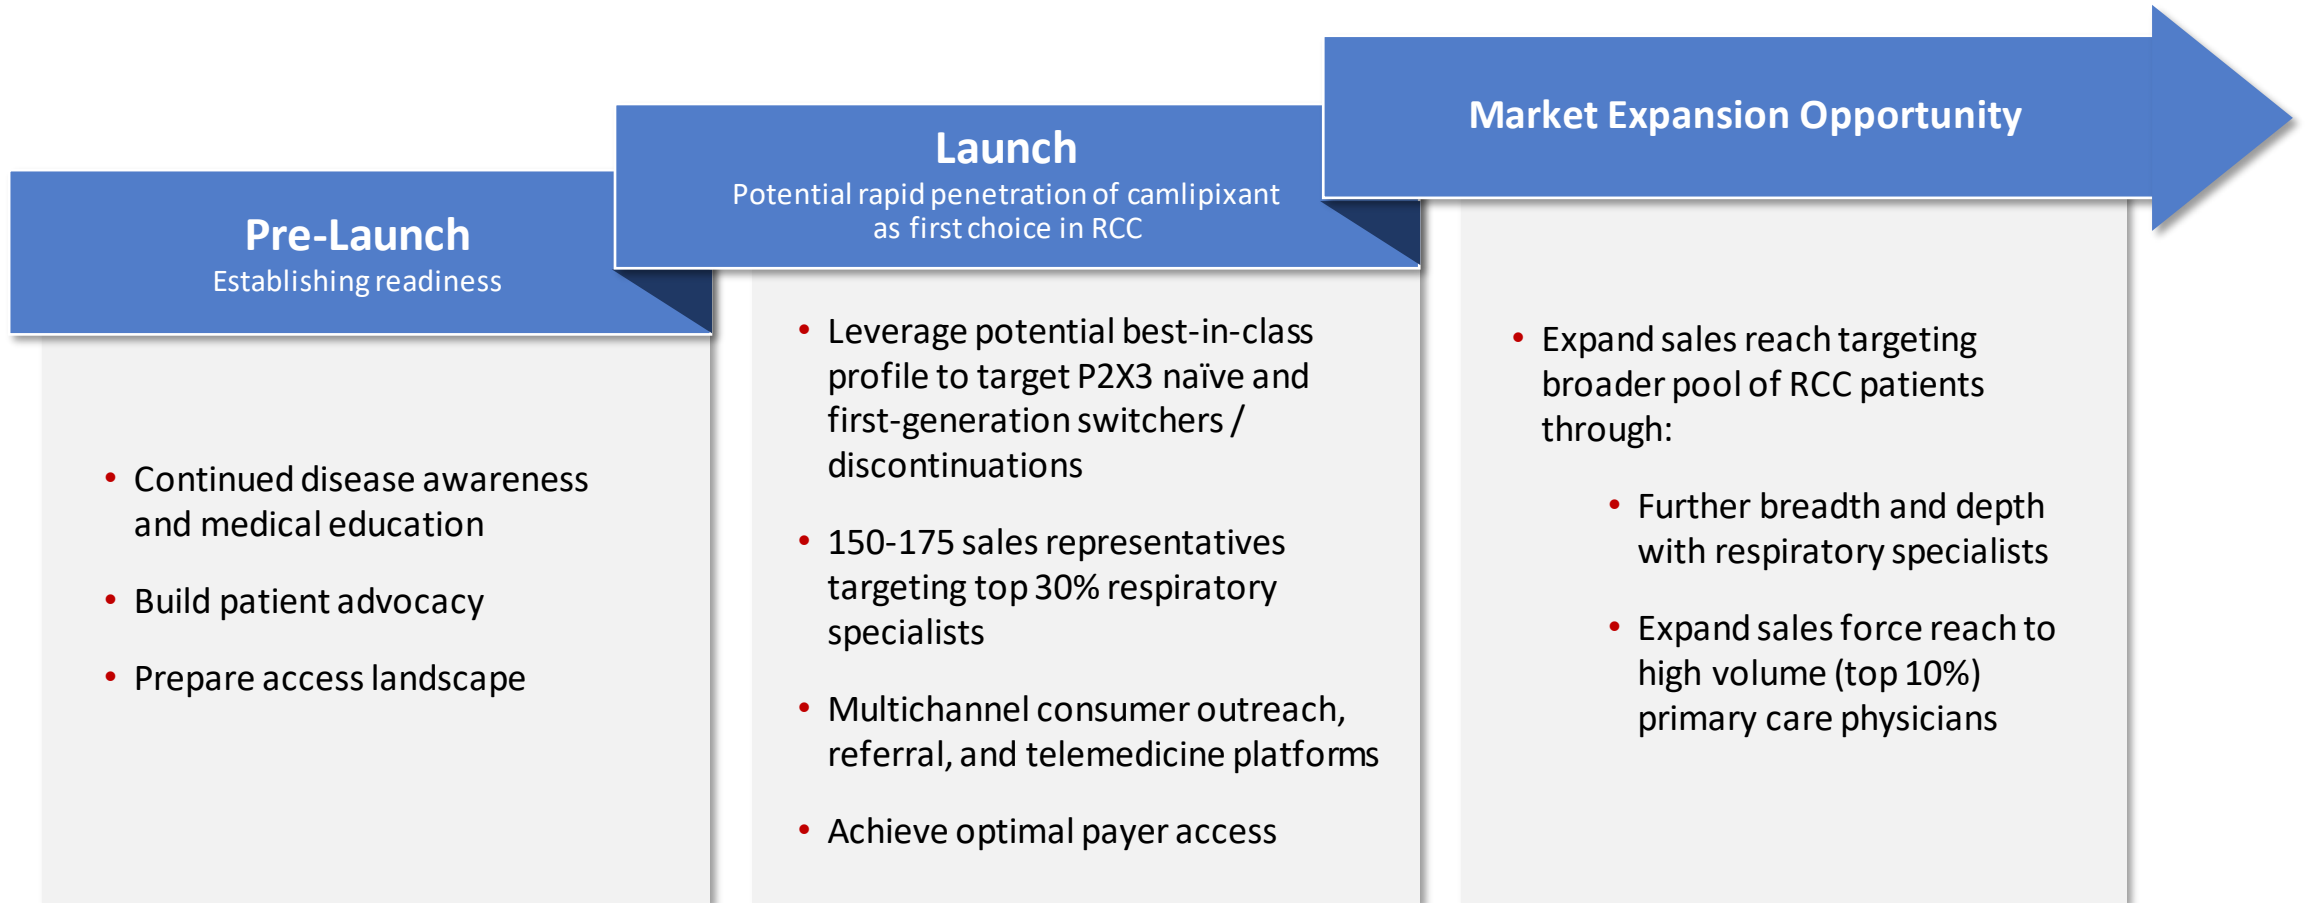 Pre-Launch
Establishing readiness
• Continued disease awareness
and medical education
• Build patient advocacy
• Prepare access landscape
Launch
Potential rapid penetration of camlipixant
as first choice in RCC
• Leverage potential best-in-class
profile to target P2X3 naïve and
first-generation switchers /
discontinuations
• 150-175 sales representatives
targeting top 30% respiratory
specialists
• Multichannel consumer outreach,
referral, and telemedicine platforms
• Achieve optimal payer access
Market Expansion Opportunity
• Expand sales reach targeting
broader pool of RCC patients
through:
• Further breadth and depth
with respiratory specialists
• Expand sales force reach to
high volume (top 10%)
primary care physicians